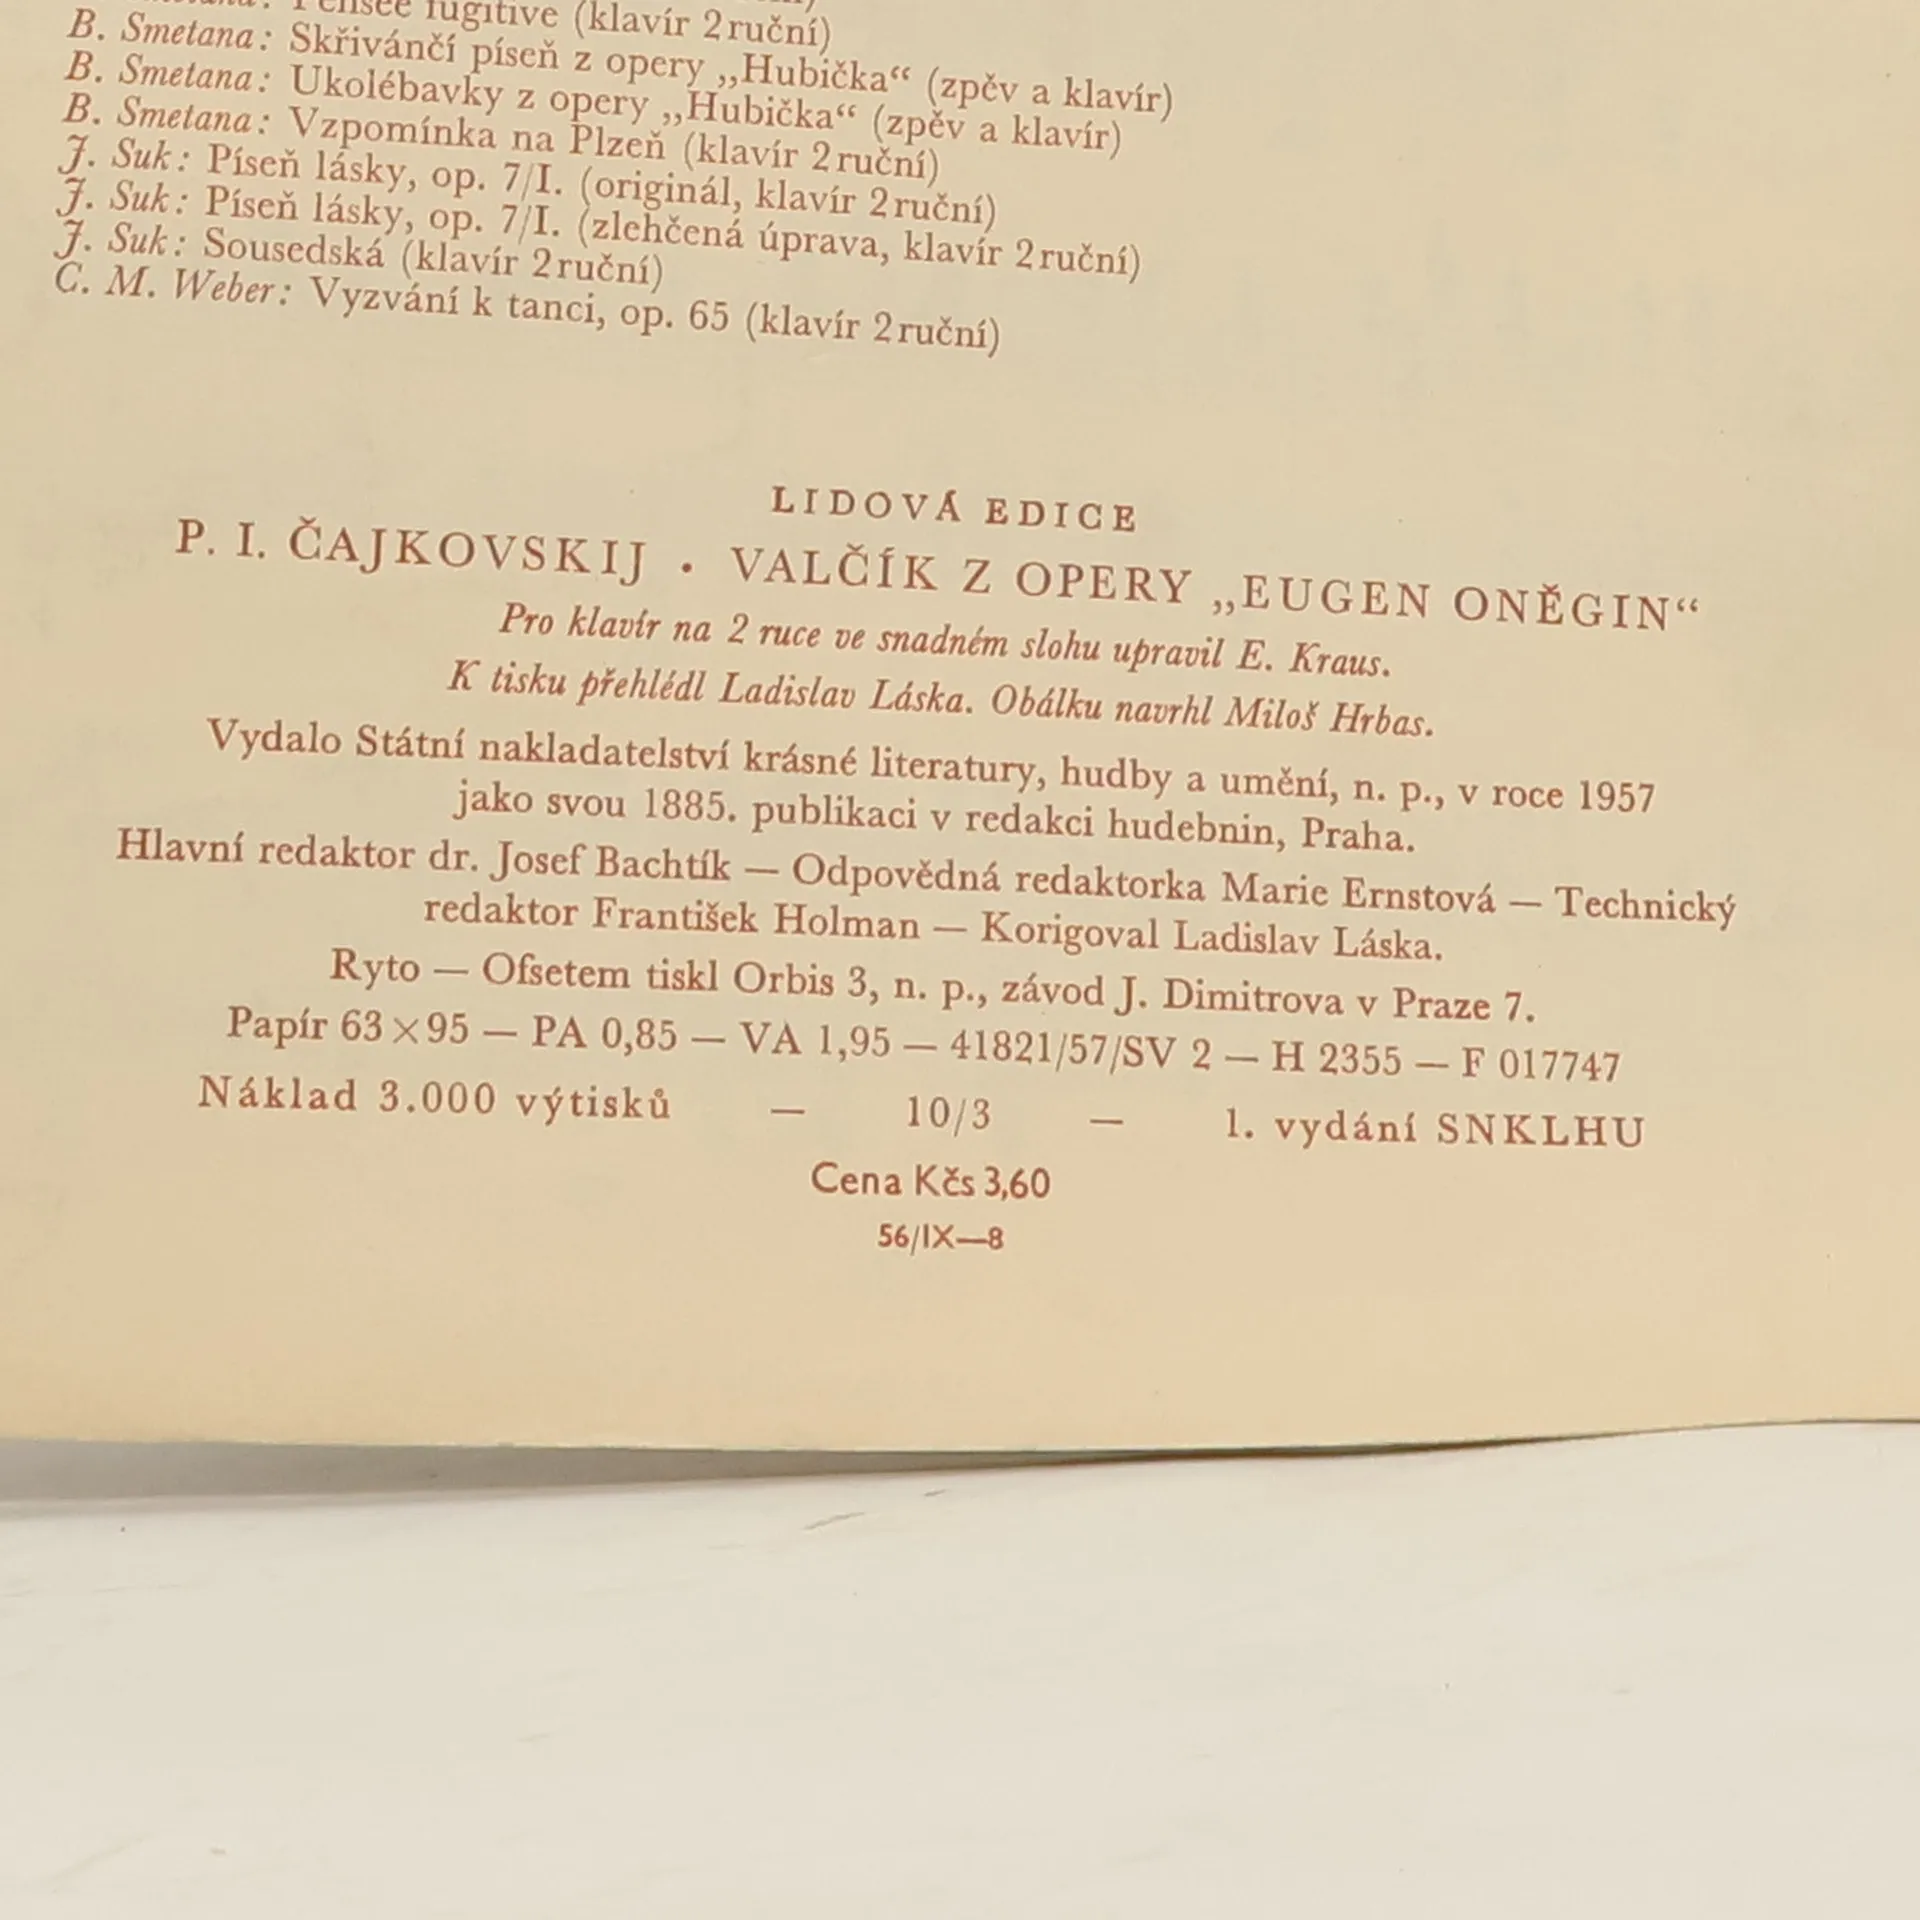 Pensée fugitive (klavír 2ruční)
B. Smetana: Skřivánčí píseň z opery „Hubička“ (zpěv a klavír)
B. Smetana: Ukolébavky z opery „Hubička“ (zpěv a klavír)
B. Smetana: Vzpomínka na Plzeň (klavír 2ruční)
J. Suk: Píseň lásky, op. 7/I. (originál, klavír 2ruční)
J. Suk: Píseň lásky, op. 7/I. (zlehčená úprava, klavír 2ruční)
J. Suk: Sousedská (klavír 2ruční)
C. M. Weber: Vyzvání k tanci, op. 65 (klavír 2ruční)
LIDOVÁ EDICE
P. I. ČAJKOVSKIJ • VALČÍK Z OPERY „EUGEN ONĚGIN“
Pro klavír na 2 ruce ve snadném slohu upravil E. Kraus.
K tisku přehlédl Ladislav Láska. Obálku navrhl Miloš Hrbas.
Vydalo Státní nakladatelství krásné literatury, hudby a umění, n. p., v roce 1957
jako svou 1885. publikaci v redakci hudebnin, Praha.
Hlavní redaktor dr. Josef Bachtík — Odpovědná redaktorka Marie Ernstová — Technický
redaktor František Holman — Korigoval Ladislav Láska.
Ryto — Ofsetem tiskl Orbis 3, n. p., závod J. Dimitrova v Praze 7.
Papír 63×95 — PA 0,85 — VA 1,95 — 41821/57/SV 2 — H 2355 — F 017747
Náklad 3.000 výtisků — 10/3 — 1. vydání SNKLHU
Cena Kčs 3,60
56/IX—8